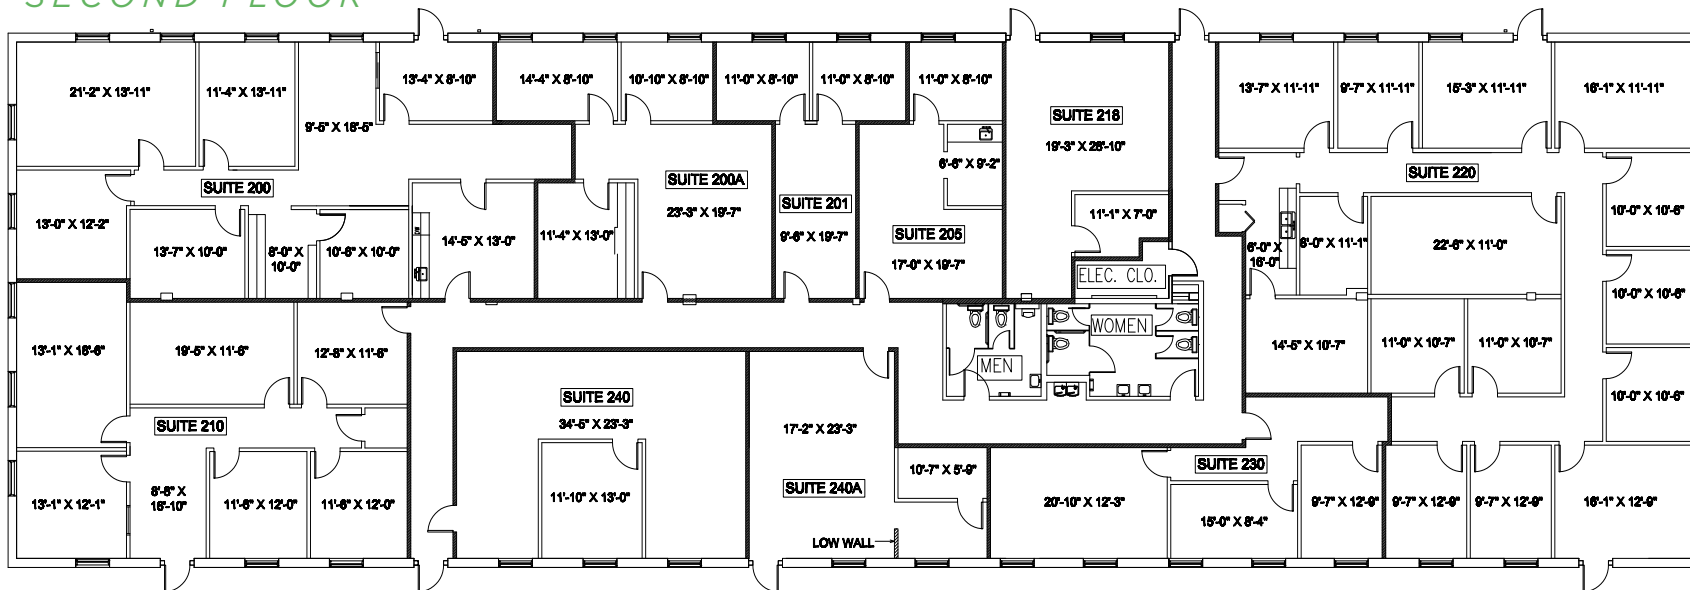 SECOND FLOOR
21'-2" X 13'-11"
11'-4" X 13'-11"
9'-5" X 16'-5"
13'-4" X 8'-10"
14'-4" X 8'-10"
10'-10" X 8'-10"
11'-0" X 8'-10"
11'-0" X 8'-10"
11'-0" X 8'-10"
SUITE 218
19'-3" X 28'-10"
13'-7" X 11'-11"
9'-7" X 11'-11"
15'-3" X 11'-11"
16'-1" X 11'-11"
SUITE 200
SUITE 200A
23'-3" X 19'-7"
SUITE 201
9'-6" X 19'-7"
6'-6" X 9'-2"
SUITE 205
17'-0" X 19'-7"
11'-1" X 7'-0"
SUITE 220
13'-0" X 12'-2"
13'-7" X 10'-0"
8'-0" X
10'-0"
10'-6" X 10'-0"
14'-5" X 13'-0"
11'-4" X 13'-0"
ELEC. CLO.
6'-0" X
16'-0"
6'-0" X 11'-1"
22'-6" X 11'-0"
10'-0" X 10'-6"
10'-0" X 10'-6"
10'-0" X 10'-6"
13'-1" X 18'-6"
19'-5" X 11'-6"
12'-6" X 11'-6"
MEN
WOMEN
14'-5" X 10'-7"
11'-0" X 10'-7"
11'-0" X 10'-7"
SUITE 210
SUITE 240
34'-5" X 23'-3"
17'-2" X 23'-3"
13'-1" X 12'-1"
8'-8" X
16'-10"
11'-6" X 12'-0"
11'-6" X 12'-0"
11'-10" X 13'-0"
SUITE 240A
10'-7" X 5'-9"
LOW WALL
20'-10" X 12'-3"
SUITE 230
15'-0" X 8'-4"
9'-7" X 12'-9"
9'-7" X 12'-9"
9'-7" X 12'-9"
16'-1" X 12'-9"